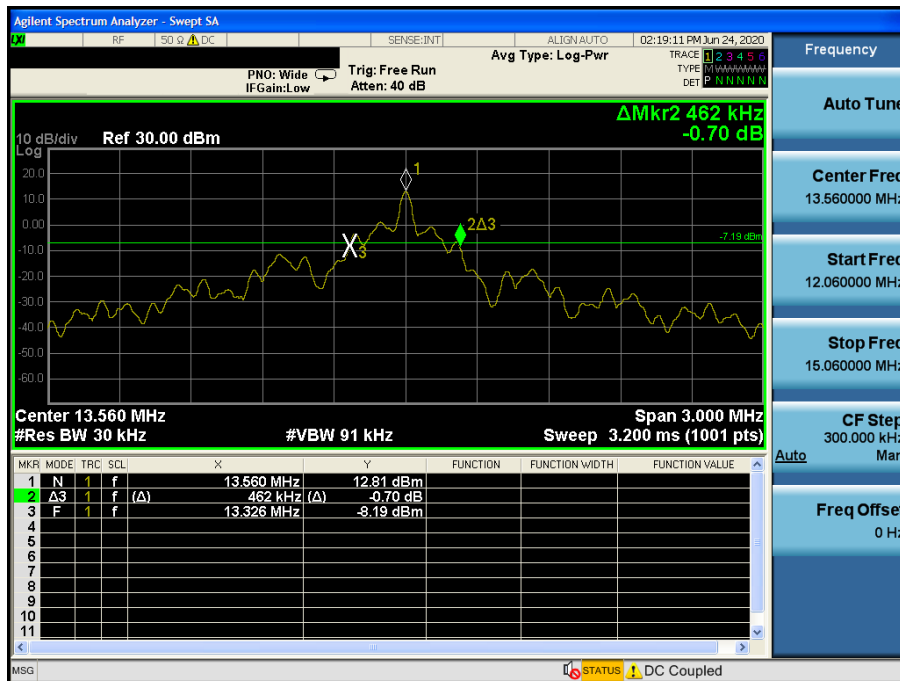 Agilent Spectrum Analyzer - Swept SA
LXI RF 50 Ω DC SENSE:INT ALIGN AUTO 02:19:11 PM Jun 24, 2020
Frequency
Avg Type: Log-Pwr TRACE 1 2 3 4 5 6
PNO: Wide Trig: Free Run TYPE M W W W W W
IFGain:Low Atten: 40 dB DET P N N N N N
Auto Tune
ΔMkr2 462 kHz
10 dB/div Ref 30.00 dBm -0.70 dB
Log
20.0
1
Center Freq
13.560000 MHz
10.0
0.00
2Δ3
-7.19 dBm
-10.0
3
Start Freq
12.060000 MHz
-20.0
-30.0
-40.0
Stop Freq
15.060000 MHz
-50.0
-60.0
Center 13.560 MHz Span 3.000 MHz
#Res BW 30 kHz #VBW 91 kHz Sweep 3.200 ms (1001 pts)
CF Step
300.000 kHz
Auto Man
MKR MODE TRC SCL X Y FUNCTION FUNCTION WIDTH FUNCTION VALUE
1 N 1 f 13.560 MHz 12.81 dBm
2 Δ3 1 f (Δ) 462 kHz (Δ) -0.70 dB
3 F 1 f 13.326 MHz -8.19 dBm
4
5
6
7
8
9
10
11
Freq Offset
0 Hz
MSG STATUS DC Coupled